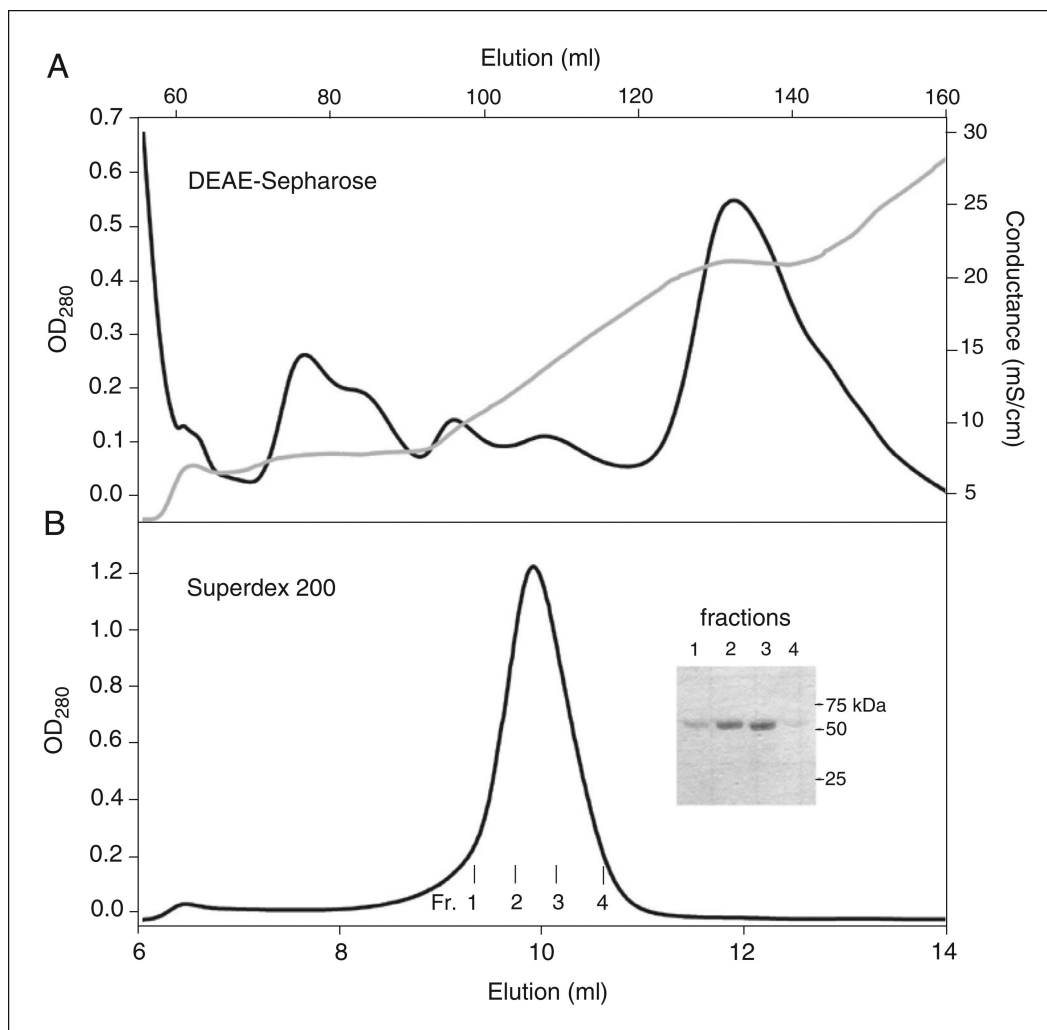 A
Elution (ml)
60 80 100 120 140 160
0.7
0.6
0.5
0.4
0.3
0.2
0.1
0.0
OD280
DEAE-Sepharose
30
25
20
15
10
5
Conductance (mS/cm)
B
Superdex 200
1.2
1.0
0.8
0.6
0.4
0.2
0.0
OD280
fractions
1 2 3 4
75 kDa
50
25
Fr. 1 2 3 4
6 8 10 12 14
Elution (ml)